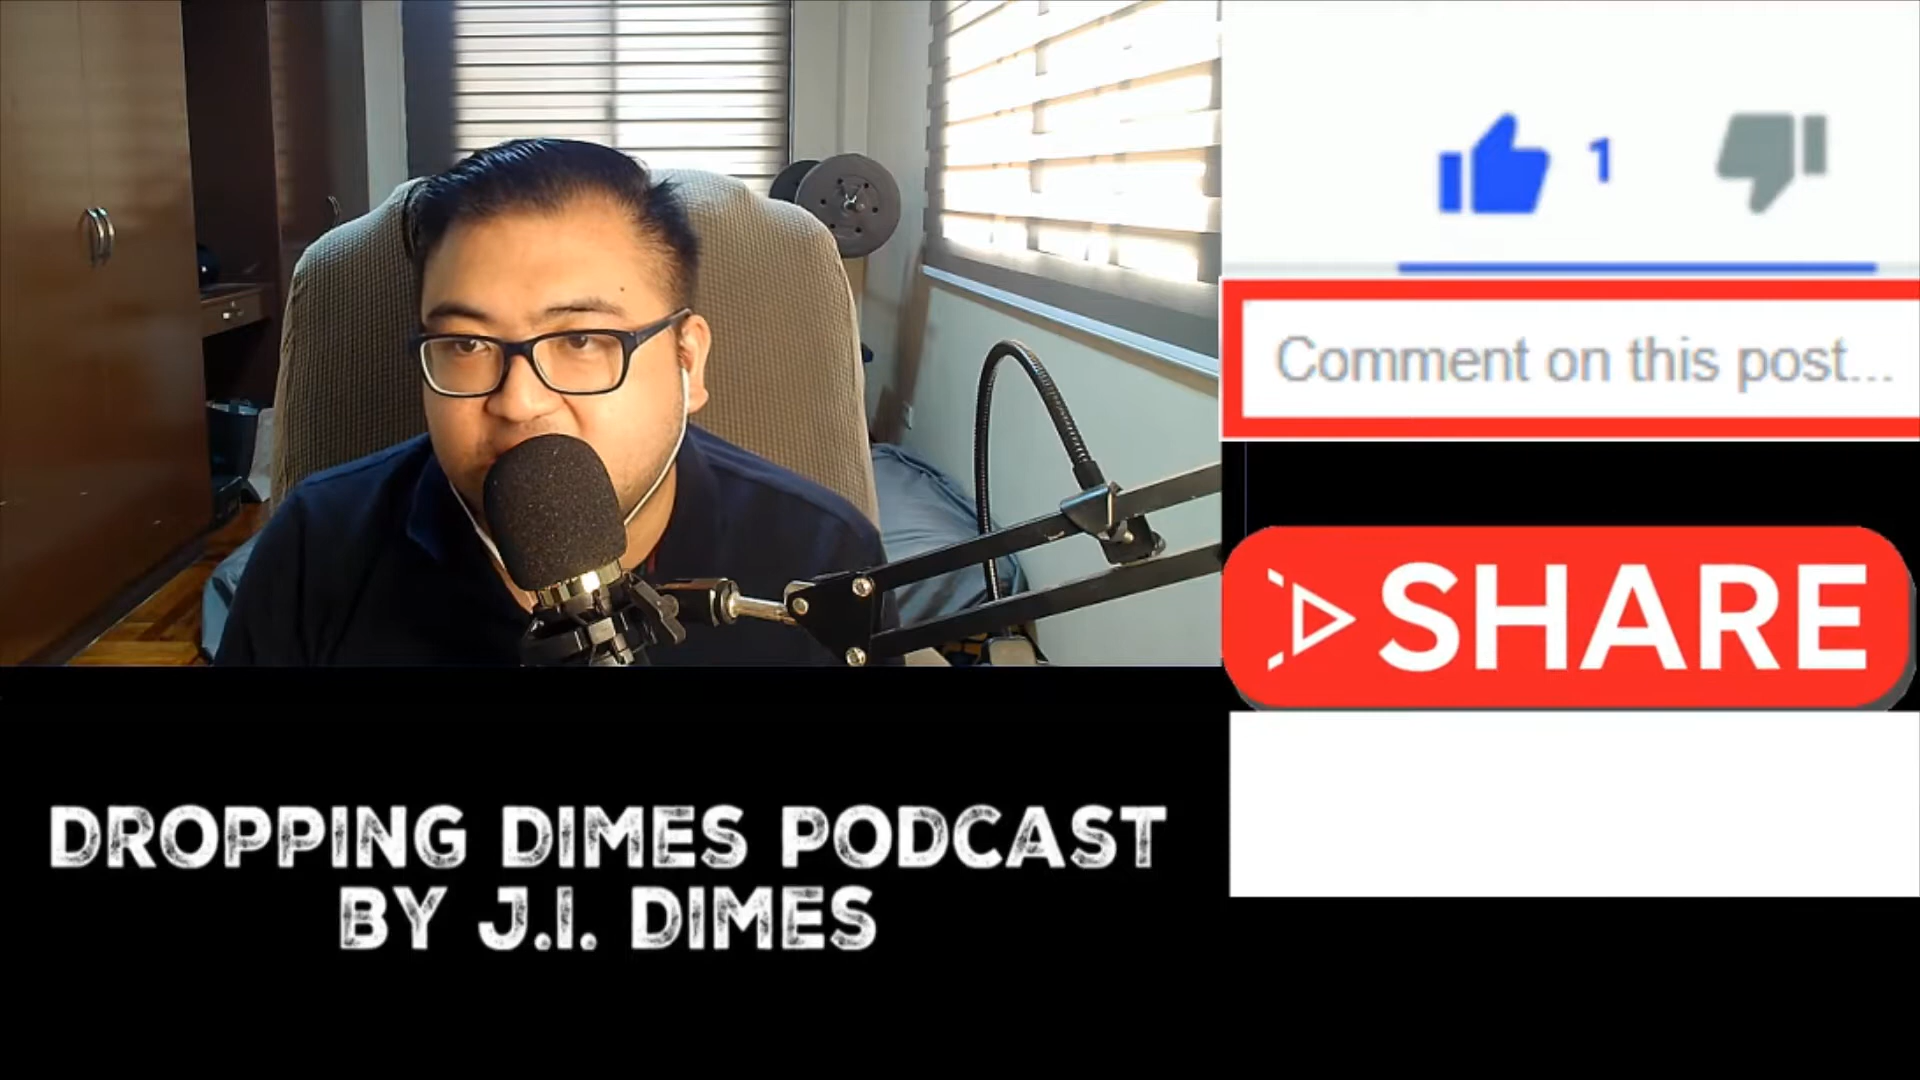 1
Comment on this post...
SHARE
DROPPING DIMES PODCAST
BY J.I. DIMES